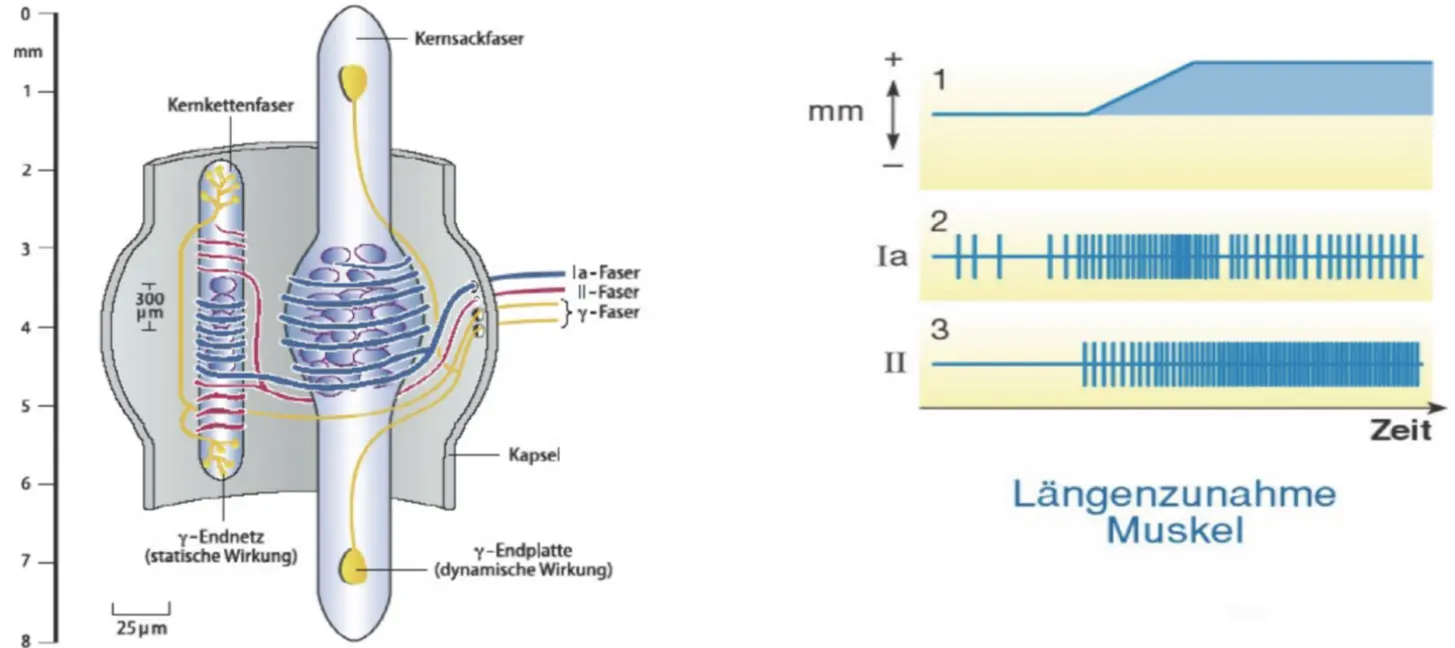 0
mm
1
2
3
4
5
6
7
8
Kernsackfaser
Kernkettenfaser
300
µm
Ia-Faser
II-Faser
γ-Faser
Kapsel
γ-Endnetz
(statische Wirkung)
γ-Endplatte
(dynamische Wirkung)
25 µm
+
mm
−
1
2
Ia
3
II
Zeit
Längenzunahme
Muskel